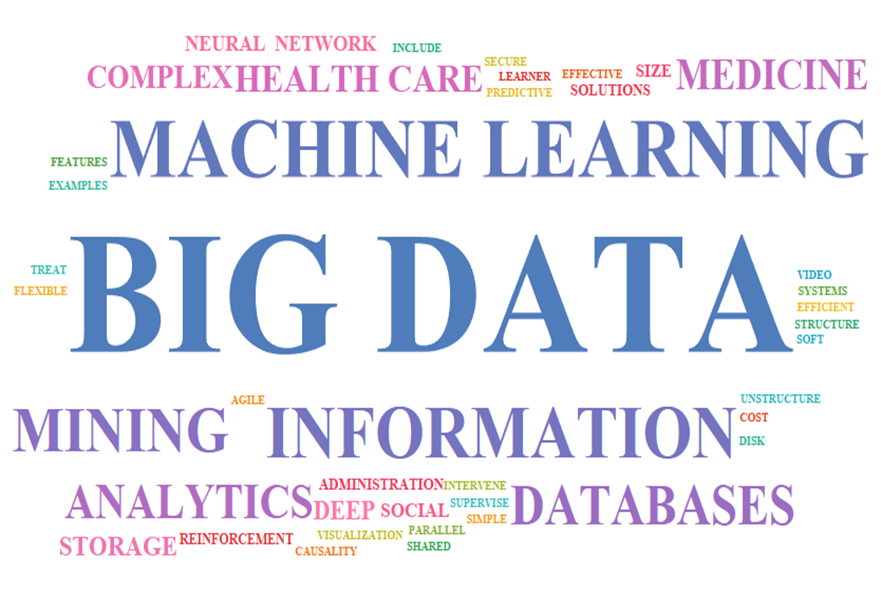 NEURAL NETWORK INCLUDE
COMPLEX HEALTH CARE SECURE LEARNER PREDICTIVE EFFECTIVE SOLUTIONS SIZE MEDICINE
FEATURES EXAMPLES MACHINE LEARNING
TREAT FLEXIBLE BIG DATA VIDEO SYSTEMS EFFICIENT STRUCTURE SOFT
MINING AGILE INFORMATION UNSTRUCTURE COST DISK
ANALYTICS ADMINISTRATION INTERVENE DEEP SOCIAL SUPERVISE SIMPLE DATABASES
STORAGE REINFORCEMENT VISUALIZATION CAUSALITY PARALLEL SHARED